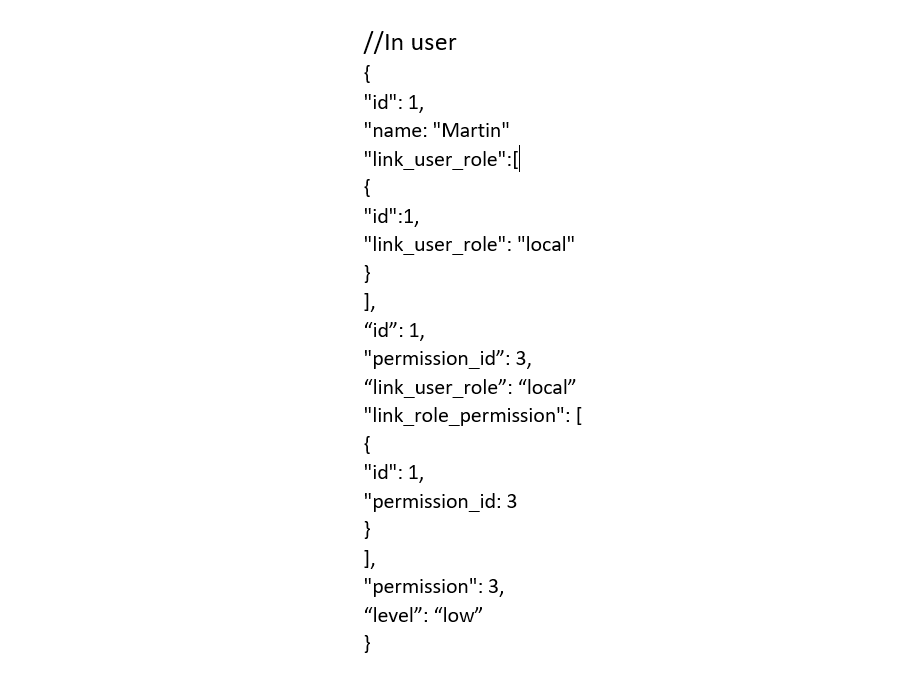 //In user
{
"id": 1,
"name: "Martin"
"link_user_role":[
{
"id":1,
"link_user_role": "local"
}
],
“id”: 1,
"permission_id”: 3,
“link_user_role”: “local”
"link_role_permission": [
{
"id": 1,
"permission_id: 3
}
],
"permission": 3,
“level”: “low”
}